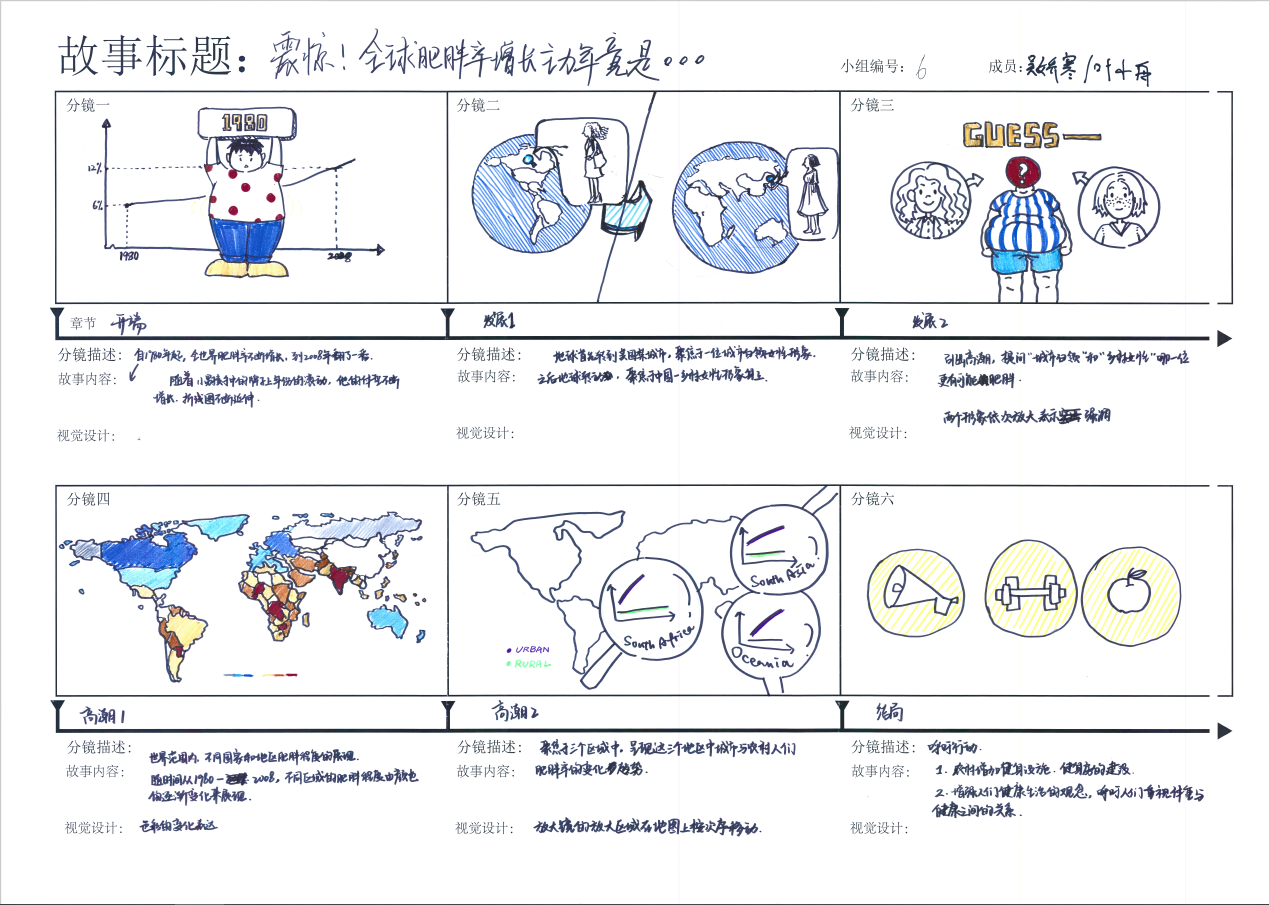 故事标题：震惊！全球肥胖率增长主动年竟是。。。
小组编号： 6 成员：
分镜一
1980
12%
6%
1980
2008
分镜二
分镜三
GUESS—
?
章节 开端
发展1
发展2
分镜描述： 自1980年起，全世界肥胖率不断增长，到2008年翻了一番.
故事内容： 随着小孩手中的牌子上年份的滚动，他的体型不断
增长. 折线图不断延伸.
视觉设计：
分镜描述： 地球首先转到美国某城市，聚焦于一位城市白领女性形象.
故事内容： 之后地球转动，聚焦于中国一乡村女性形象身上.
视觉设计：
分镜描述： 引出高潮，提问"城市白领"和"乡村女性"哪一位
故事内容： 更有可能肥胖.
两个形象依次放大表示强调
视觉设计：
分镜四
分镜五
South Asia
South Africa
Oceania
URBAN
RURAL
分镜六
高潮1
高潮2
结局
分镜描述： 世界范围内，不同国家和地区肥胖程度的展现.
故事内容： 随时间从1980-2008，不同区域的肥胖程度由颜色
的逐渐变化来展现.
视觉设计： 色彩的变化表达
分镜描述： 聚焦于三个区域中，呈现这三个地区中城市与农村人们
故事内容： 肥胖率的变化趋势.
视觉设计： 放大镜的放大区域在地图上按次序移动.
分镜描述： 呼吁行动.
故事内容： 1. 农村增加健身设施、健身房的建设.
2. 增强人们健康生活的观念，呼吁人们重视体重与
健康之间的关系.
视觉设计：